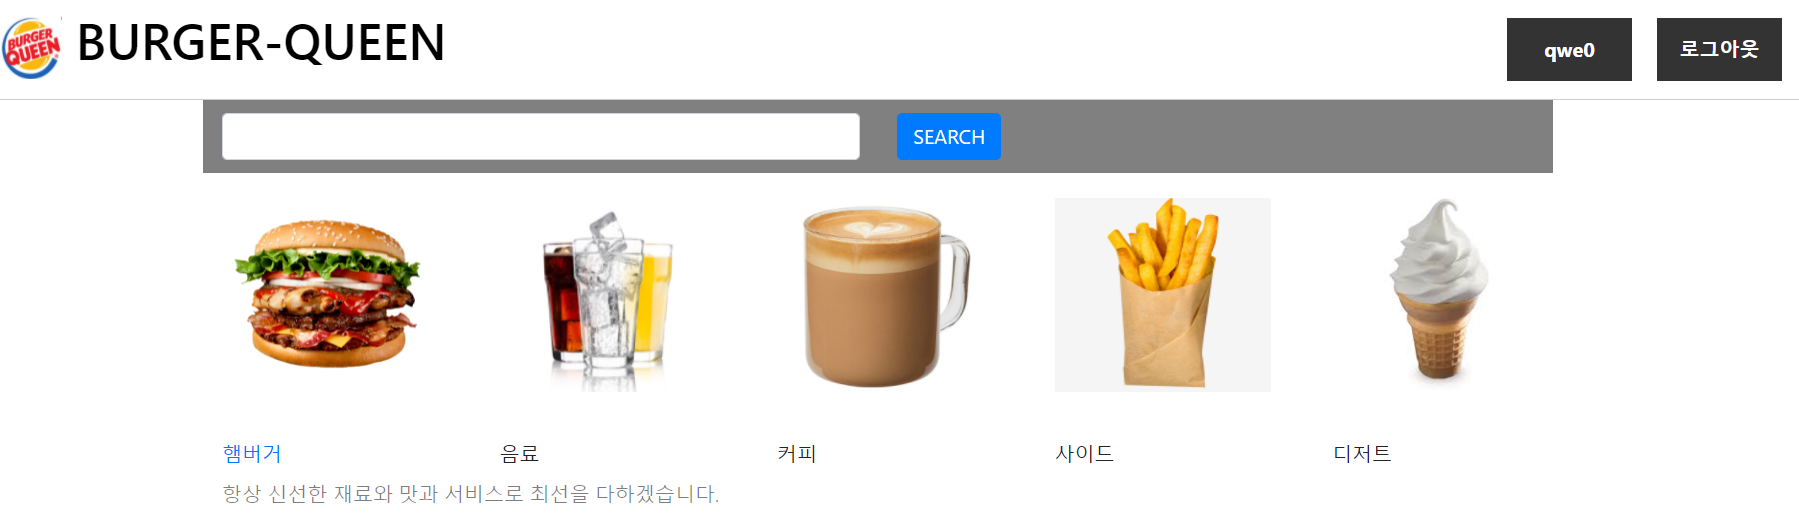 BURGER
QUEEN
BURGER-QUEEN
qwe0
로그아웃
SEARCH
햄버거
음료
커피
사이드
디저트
항상 신선한 재료와 맛과 서비스로 최선을 다하겠습니다.